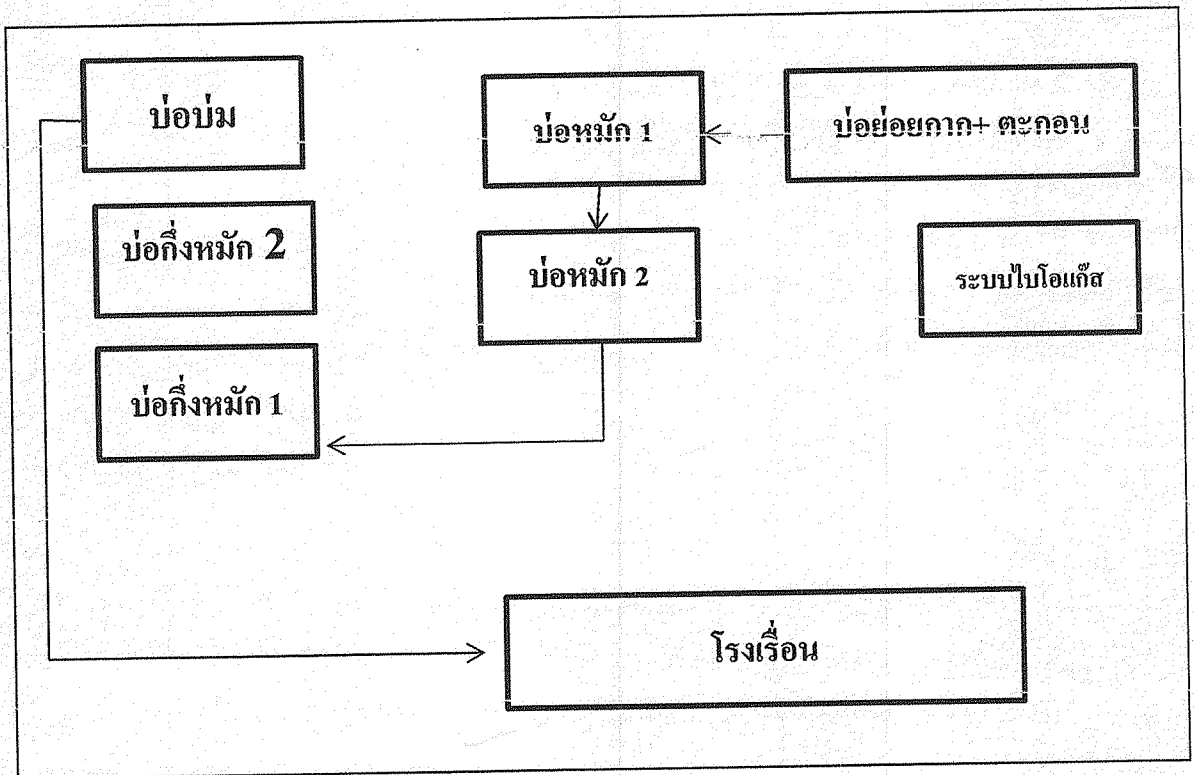 บ่อบ่ม
บ่อหมัก 1
บ่อย่อยกาก+ ตะกอน
บ่อกึ่งหมัก 2
บ่อหมัก 2
ระบบไบโอแก๊ส
บ่อกึ่งหมัก 1
โรงเรื่อน